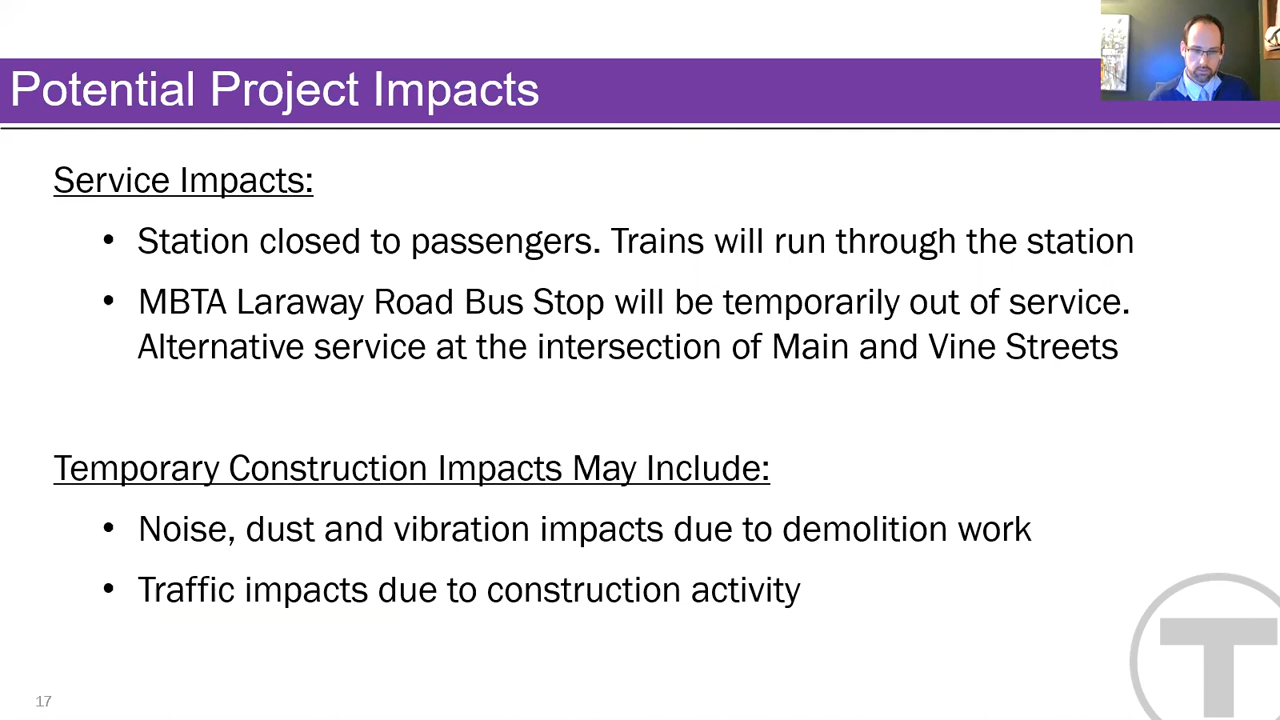 Potential Project Impacts
Service Impacts:
• Station closed to passengers. Trains will run through the station
• MBTA Laraway Road Bus Stop will be temporarily out of service.
Alternative service at the intersection of Main and Vine Streets
Temporary Construction Impacts May Include:
• Noise, dust and vibration impacts due to demolition work
• Traffic impacts due to construction activity
T
17